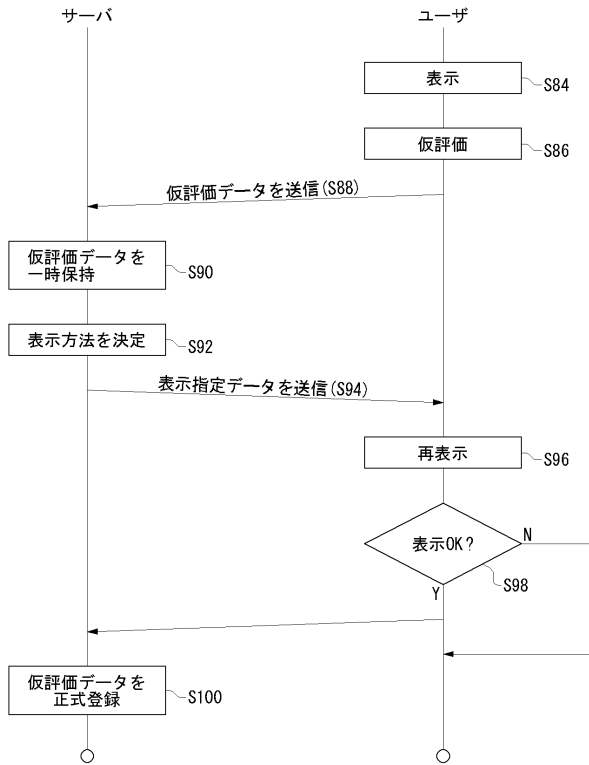 サーバ
ユーザ
表示
S84
仮評価
S86
仮評価データを送信(S88)
仮評価データを
一時保持
S90
表示方法を決定
S92
表示指定データを送信(S94)
再表示
S96
表示OK?
N
S98
Y
仮評価データを
正式登録
S100